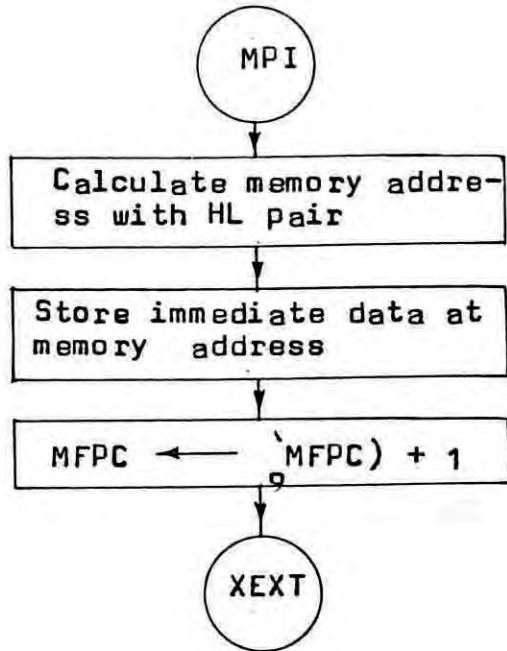 MPI
Calculate memory addre-
ss with HL pair
Store immediate data at
memory address
MFPC ← (MFPC) + 1
XEXT